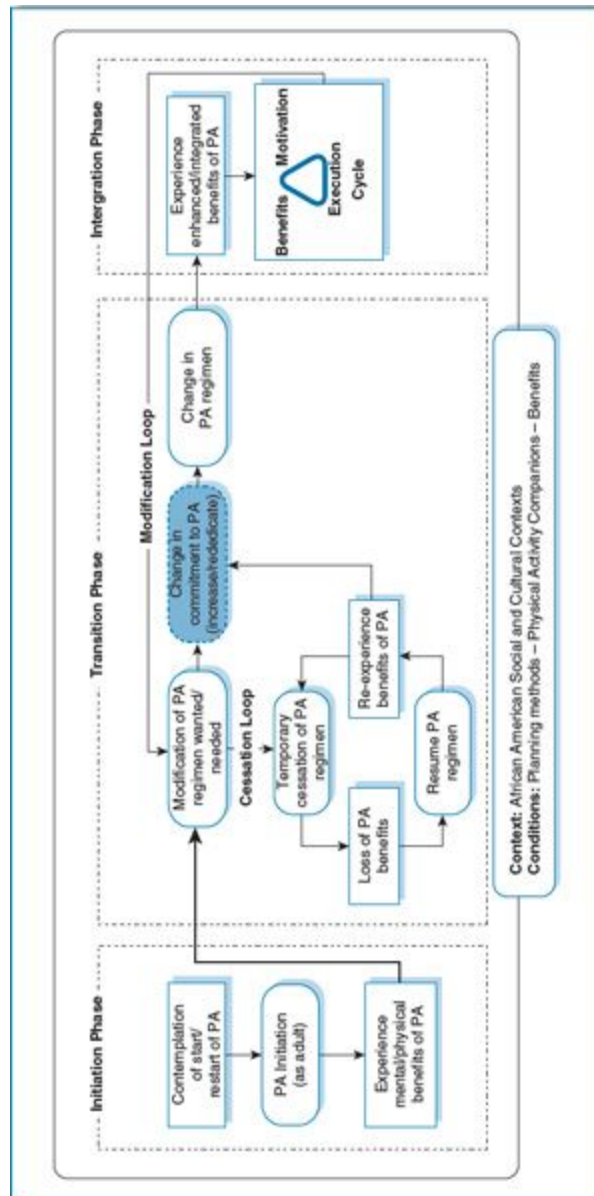 Initiation Phase
Contemplation
of start/
restart of PA
PA Initiation
(as adult)
Experience
mental/physical
benefits of PA
Transition Phase
Modification Loop
Modification of PA
regimen wanted/
needed
Change in
commitment to PA
(increase/rededicate)
Change in
PA regimen
Cessation Loop
Temporary
cessation of PA
regimen
Loss of PA
benefits
Resume PA
regimen
Re-experience
benefits of PA
Intergration Phase
Experience
enhanced/integrated
benefits of PA
Benefits Motivation
Execution
Cycle
Context: African American Social and Cultural Contexts
Conditions: Planning methods – Physical Activity Companions – Benefits